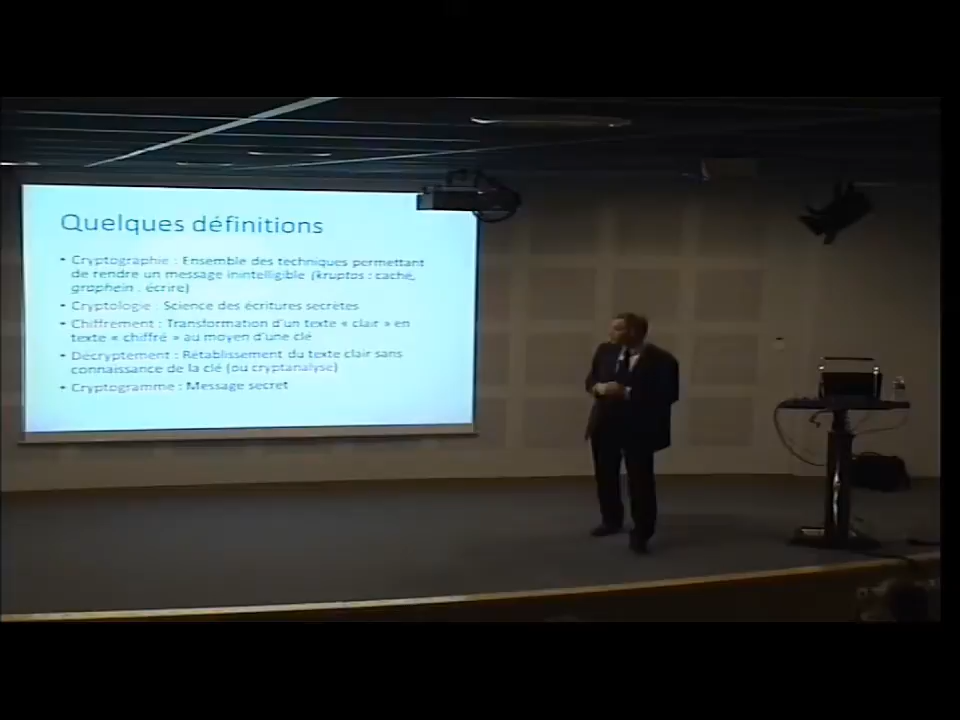 Quelques définitions
• Cryptographie : Ensemble des techniques permettant
de rendre un message inintelligible (kruptos : caché,
graphein : écrire)
• Cryptologie : Science des écritures secrètes
• Chiffrement : Transformation d'un texte « clair » en
texte « chiffré » au moyen d'une clé
• Décryptement : Rétablissement du texte clair sans
connaissance de la clé (ou cryptanalyse)
• Cryptogramme : Message secret